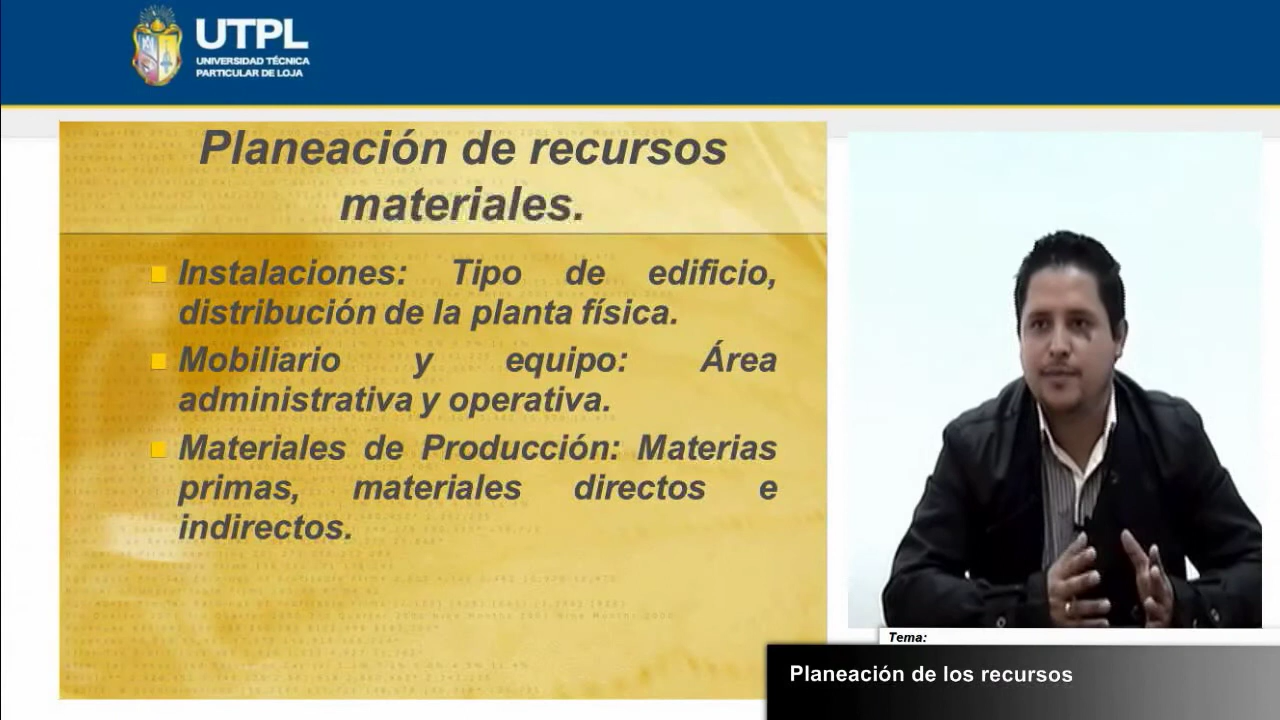 UTPL
UNIVERSIDAD TÉCNICA
PARTICULAR DE LOJA
Planeación de recursos
materiales.
Instalaciones: Tipo de edificio,
distribución de la planta física.
Mobiliario y equipo: Área
administrativa y operativa.
Materiales de Producción: Materias
primas, materiales directos e
indirectos.
Tema:
Planeación de los recursos